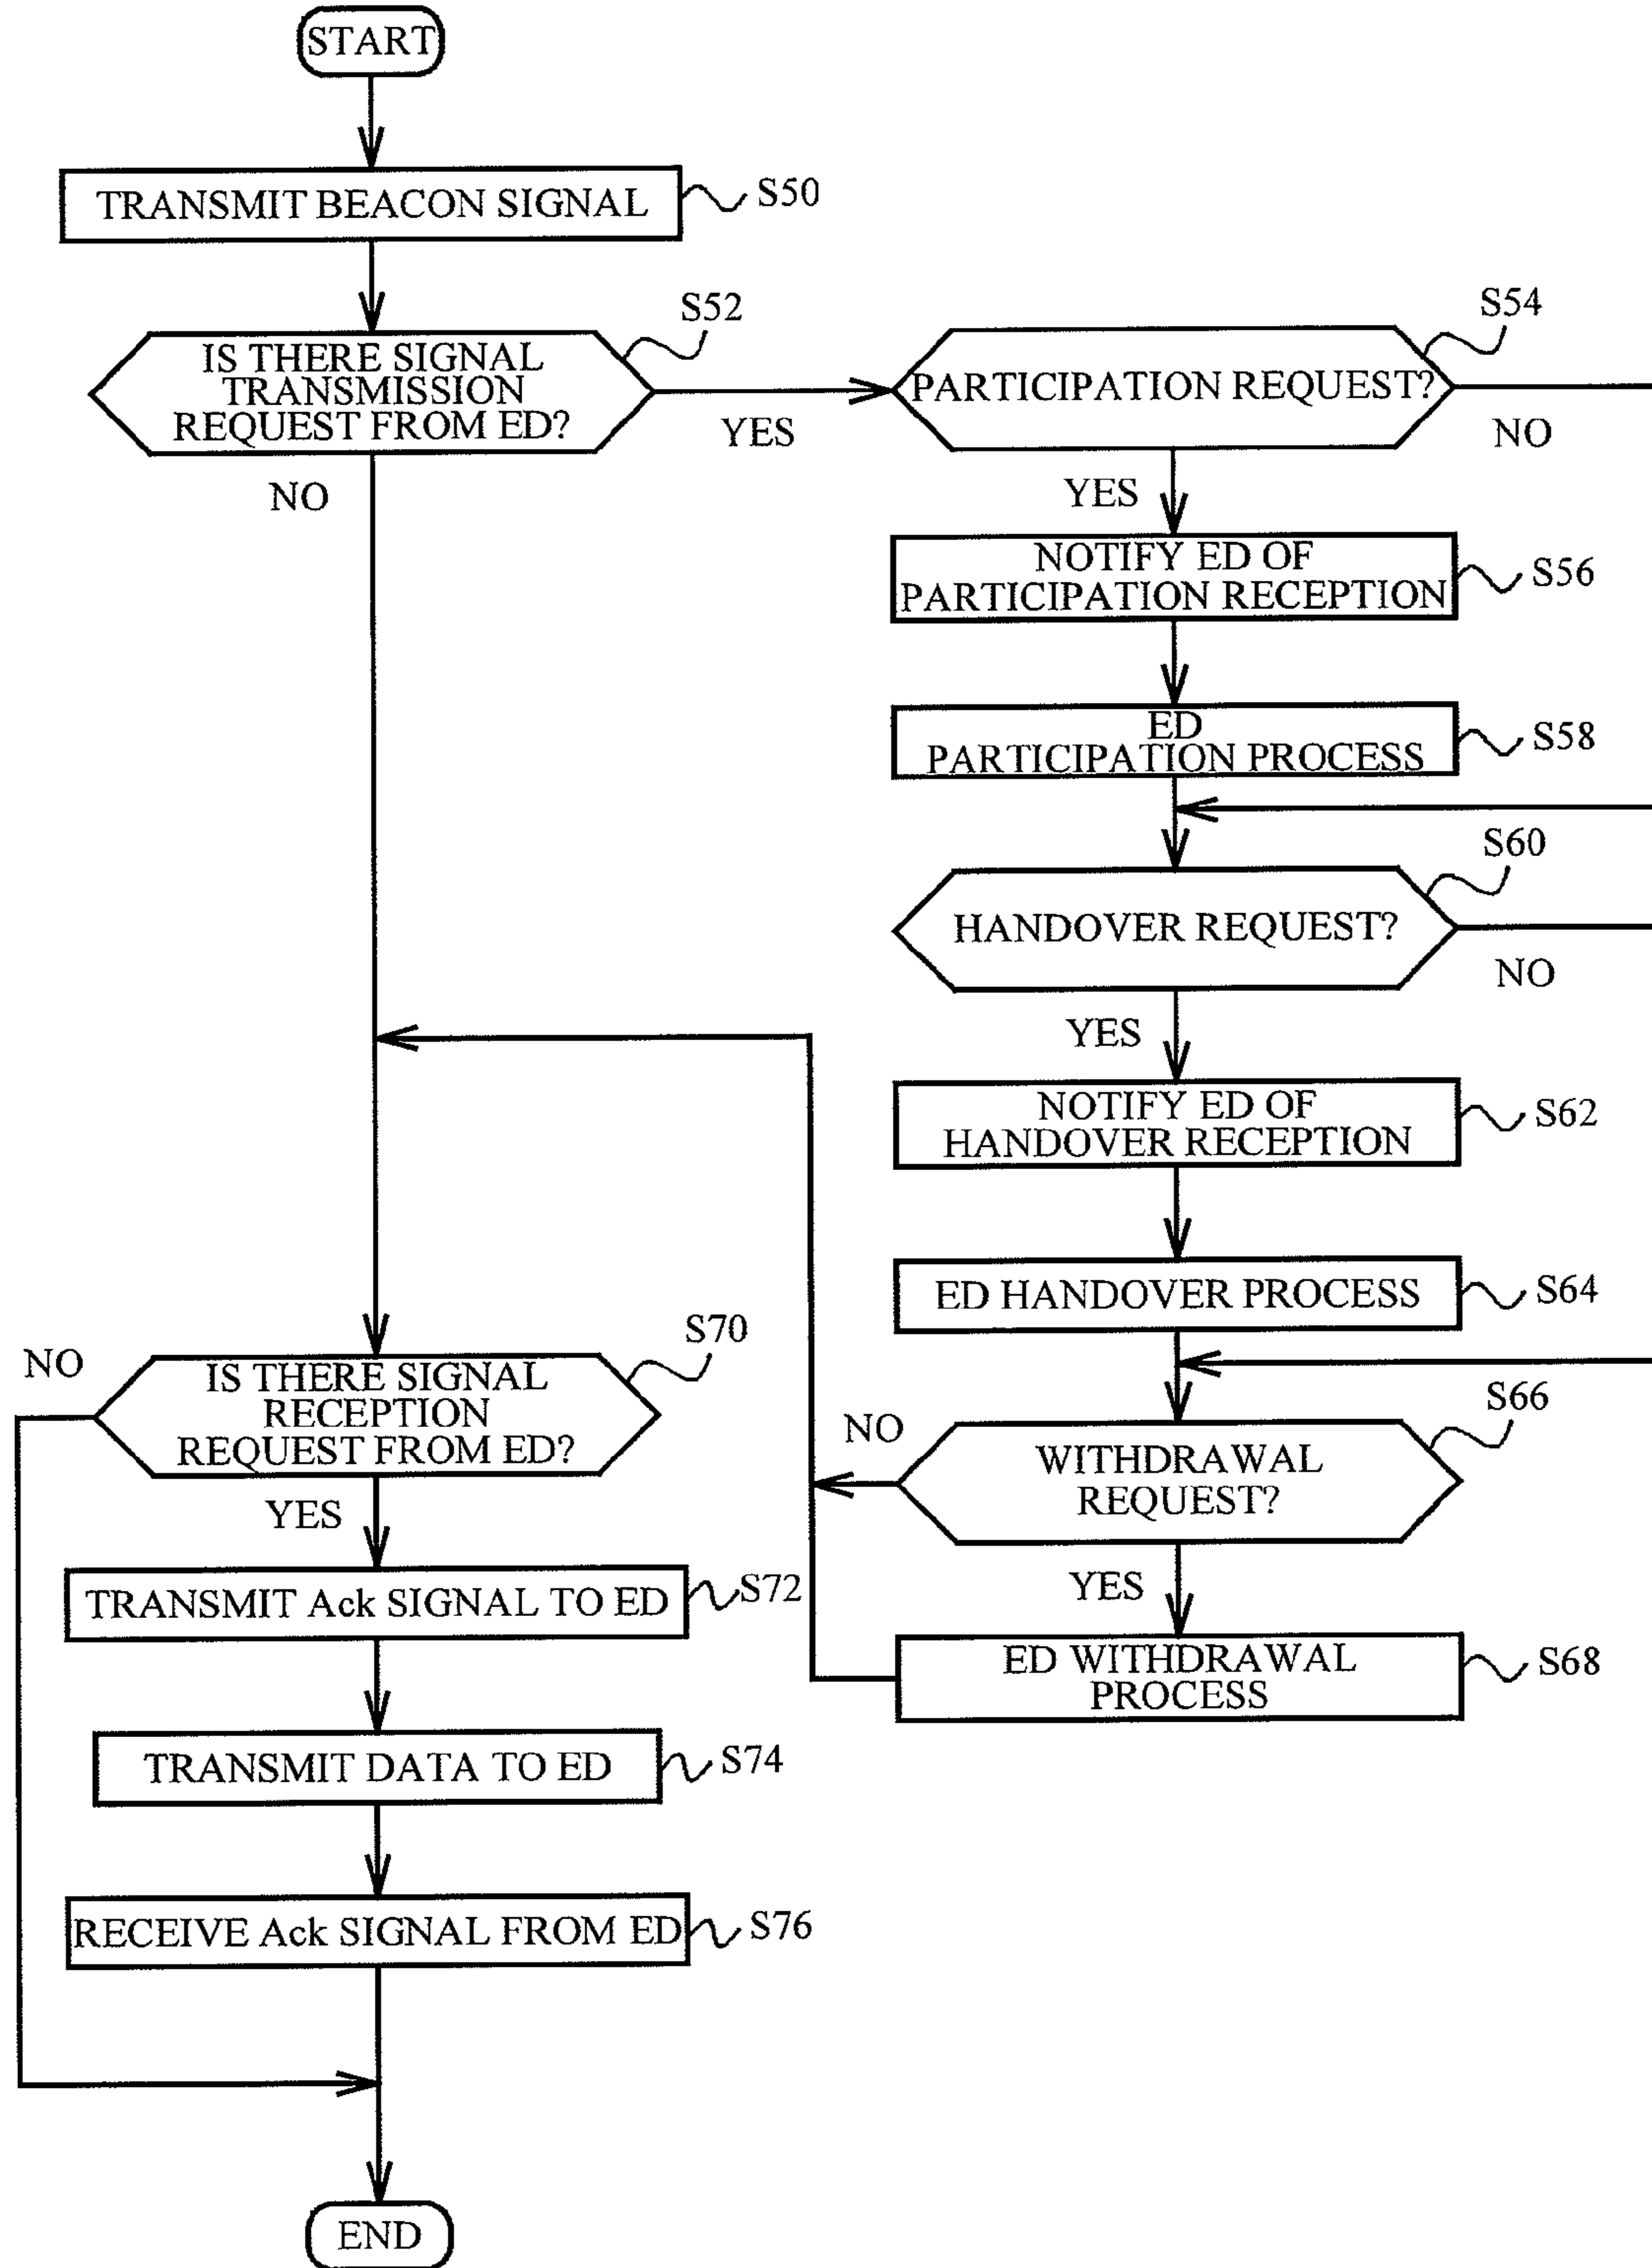 START
TRANSMIT BEACON SIGNAL
S50
IS THERE SIGNAL
TRANSMISSION
REQUEST FROM ED?
S52
YES
NO
PARTICIPATION REQUEST?
S54
NO
YES
NOTIFY ED OF
PARTICIPATION RECEPTION
S56
ED
PARTICIPATION PROCESS
S58
HANDOVER REQUEST?
S60
NO
YES
NOTIFY ED OF
HANDOVER RECEPTION
S62
ED HANDOVER PROCESS
S64
WITHDRAWAL
REQUEST?
S66
NO
YES
ED WITHDRAWAL
PROCESS
S68
IS THERE SIGNAL
RECEPTION
REQUEST FROM ED?
S70
NO
YES
TRANSMIT Ack SIGNAL TO ED
S72
TRANSMIT DATA TO ED
S74
RECEIVE Ack SIGNAL FROM ED
S76
END